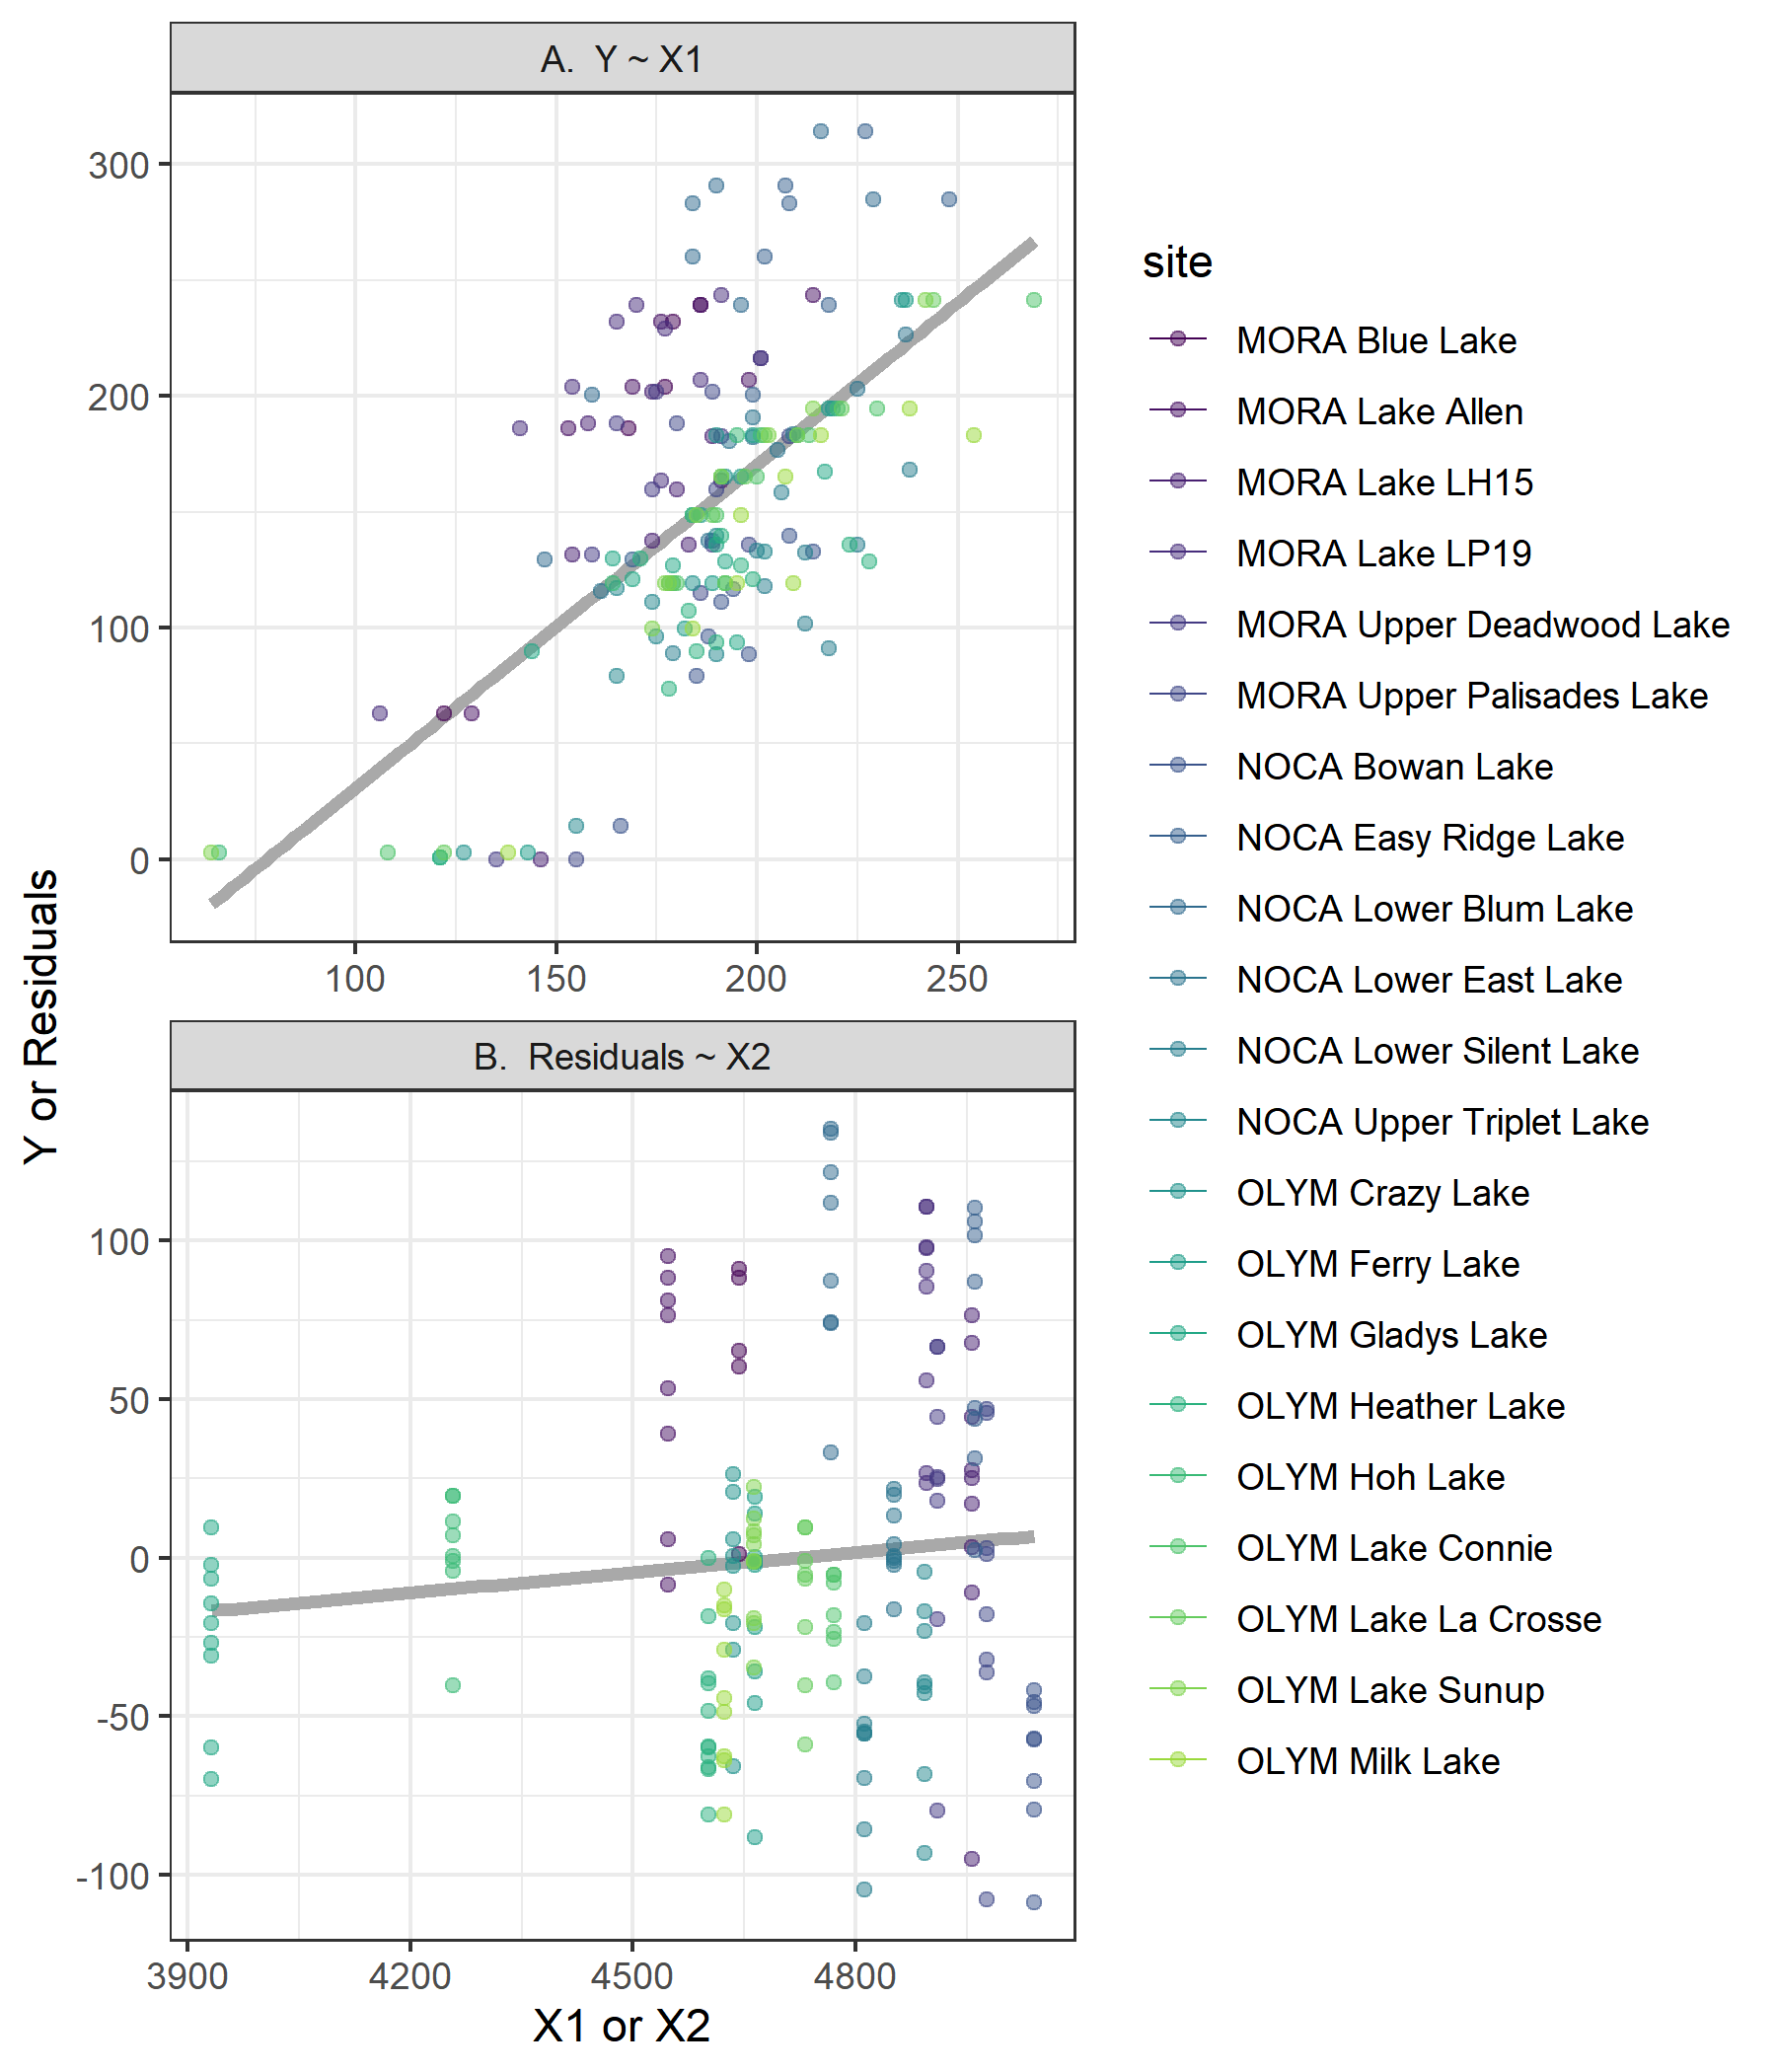 A.  Y ~ X1
300
200
100
0
100 150 200 250
Y or Residuals
B.  Residuals ~ X2
100
50
0
-50
-100
3900 4200 4500 4800
X1 or X2
site
MORA Blue Lake
MORA Lake Allen
MORA Lake LH15
MORA Lake LP19
MORA Upper Deadwood Lake
MORA Upper Palisades Lake
NOCA Bowan Lake
NOCA Easy Ridge Lake
NOCA Lower Blum Lake
NOCA Lower East Lake
NOCA Lower Silent Lake
NOCA Upper Triplet Lake
OLYM Crazy Lake
OLYM Ferry Lake
OLYM Gladys Lake
OLYM Heather Lake
OLYM Hoh Lake
OLYM Lake Connie
OLYM Lake La Crosse
OLYM Lake Sunup
OLYM Milk Lake